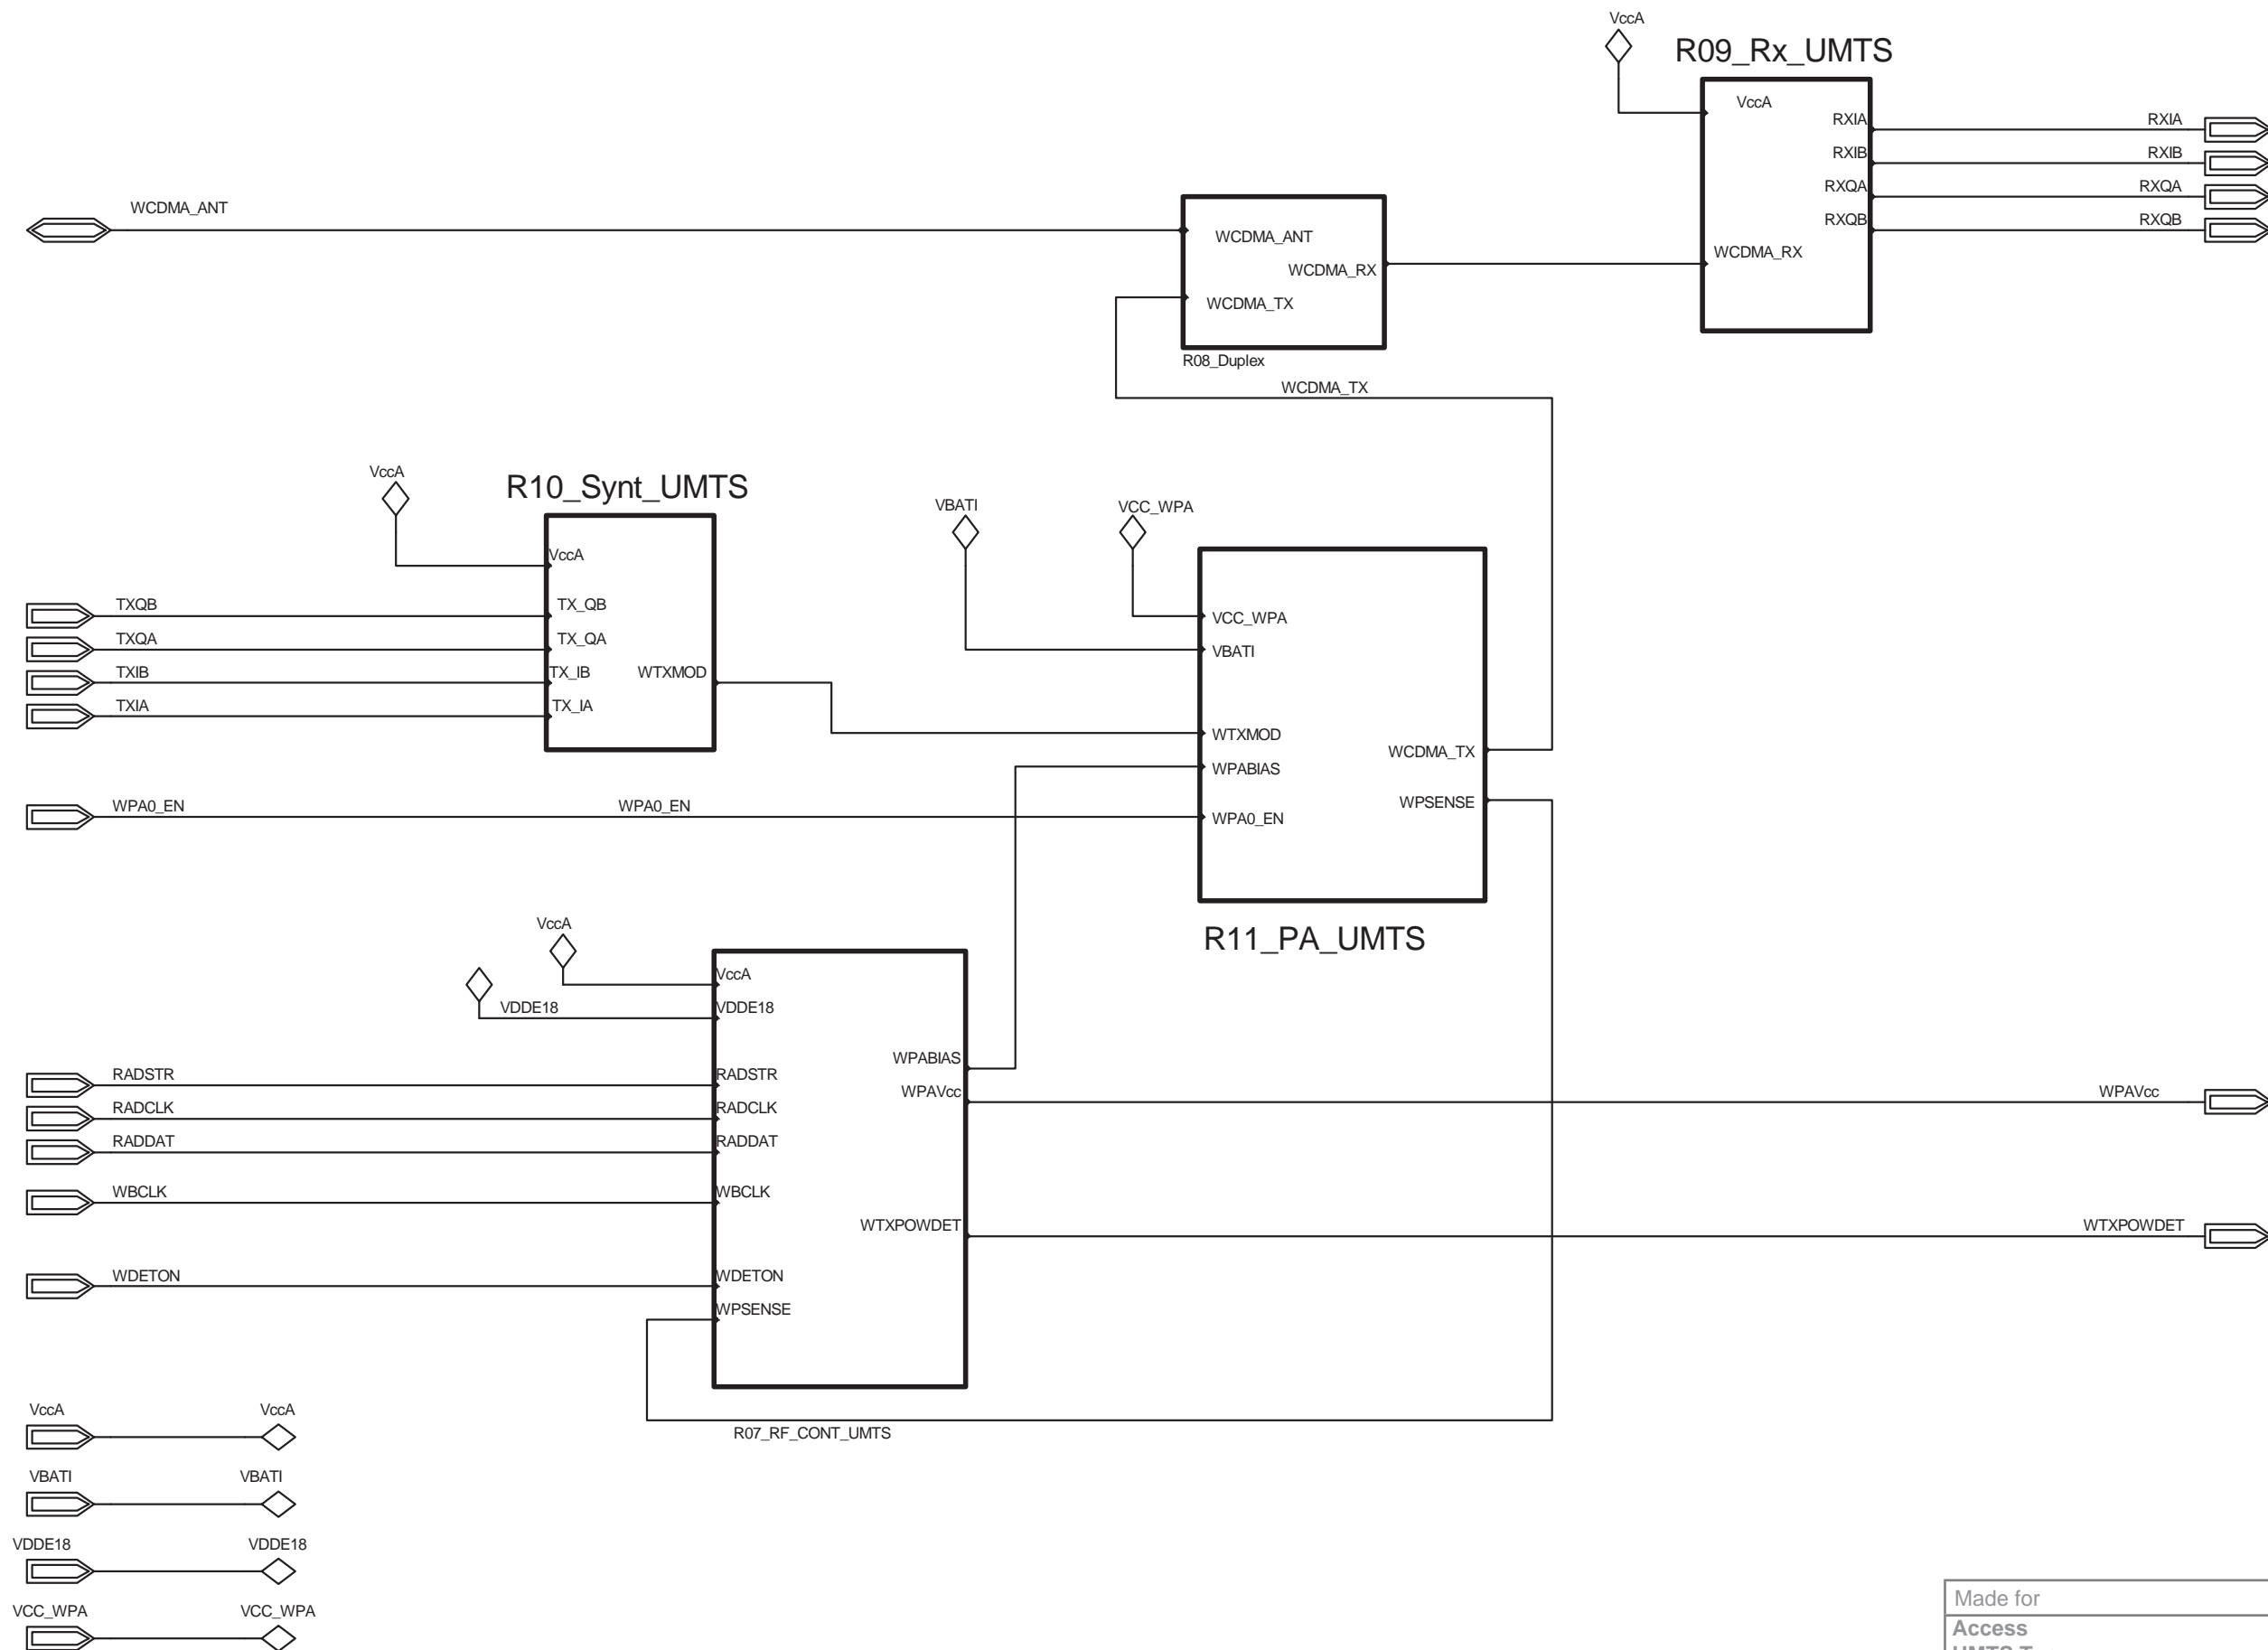 VccA
R09_Rx_UMTS
VccA
RXIA
RXIA
RXIB
RXIB
RXQA
RXQA
RXQB
RXQB
WCDMA_RX
WCDMA_ANT
WCDMA_ANT
WCDMA_RX
WCDMA_TX
R08_Duplex
WCDMA_TX
VccA
R10_Synt_UMTS
VccA
TXQB
TX_QB
TXQA
TX_QA
TXIB
TX_IB
WTXMOD
TXIA
TX_IA
VBATI
VCC_WPA
VCC_WPA
VBATI
WTXMOD
WCDMA_TX
WPABIAS
WPSENSE
WPA0_EN
WPA0_EN
WPA0_EN
R11_PA_UMTS
VccA
VccA
VDDE18
VDDE18
WPABIAS
RADSTR
RADSTR
WPAVcc
WPAVcc
RADCLK
RADCLK
RADDAT
RADDAT
WBCLK
WBCLK
WTXPOWDET
WTXPOWDET
WDETON
WDETON
WPSENSE
R07_RF_CONT_UMTS
VccA
VccA
VBATI
VBATI
VDDE18
VDDE18
VCC_WPA
VCC_WPA
Made for
Access